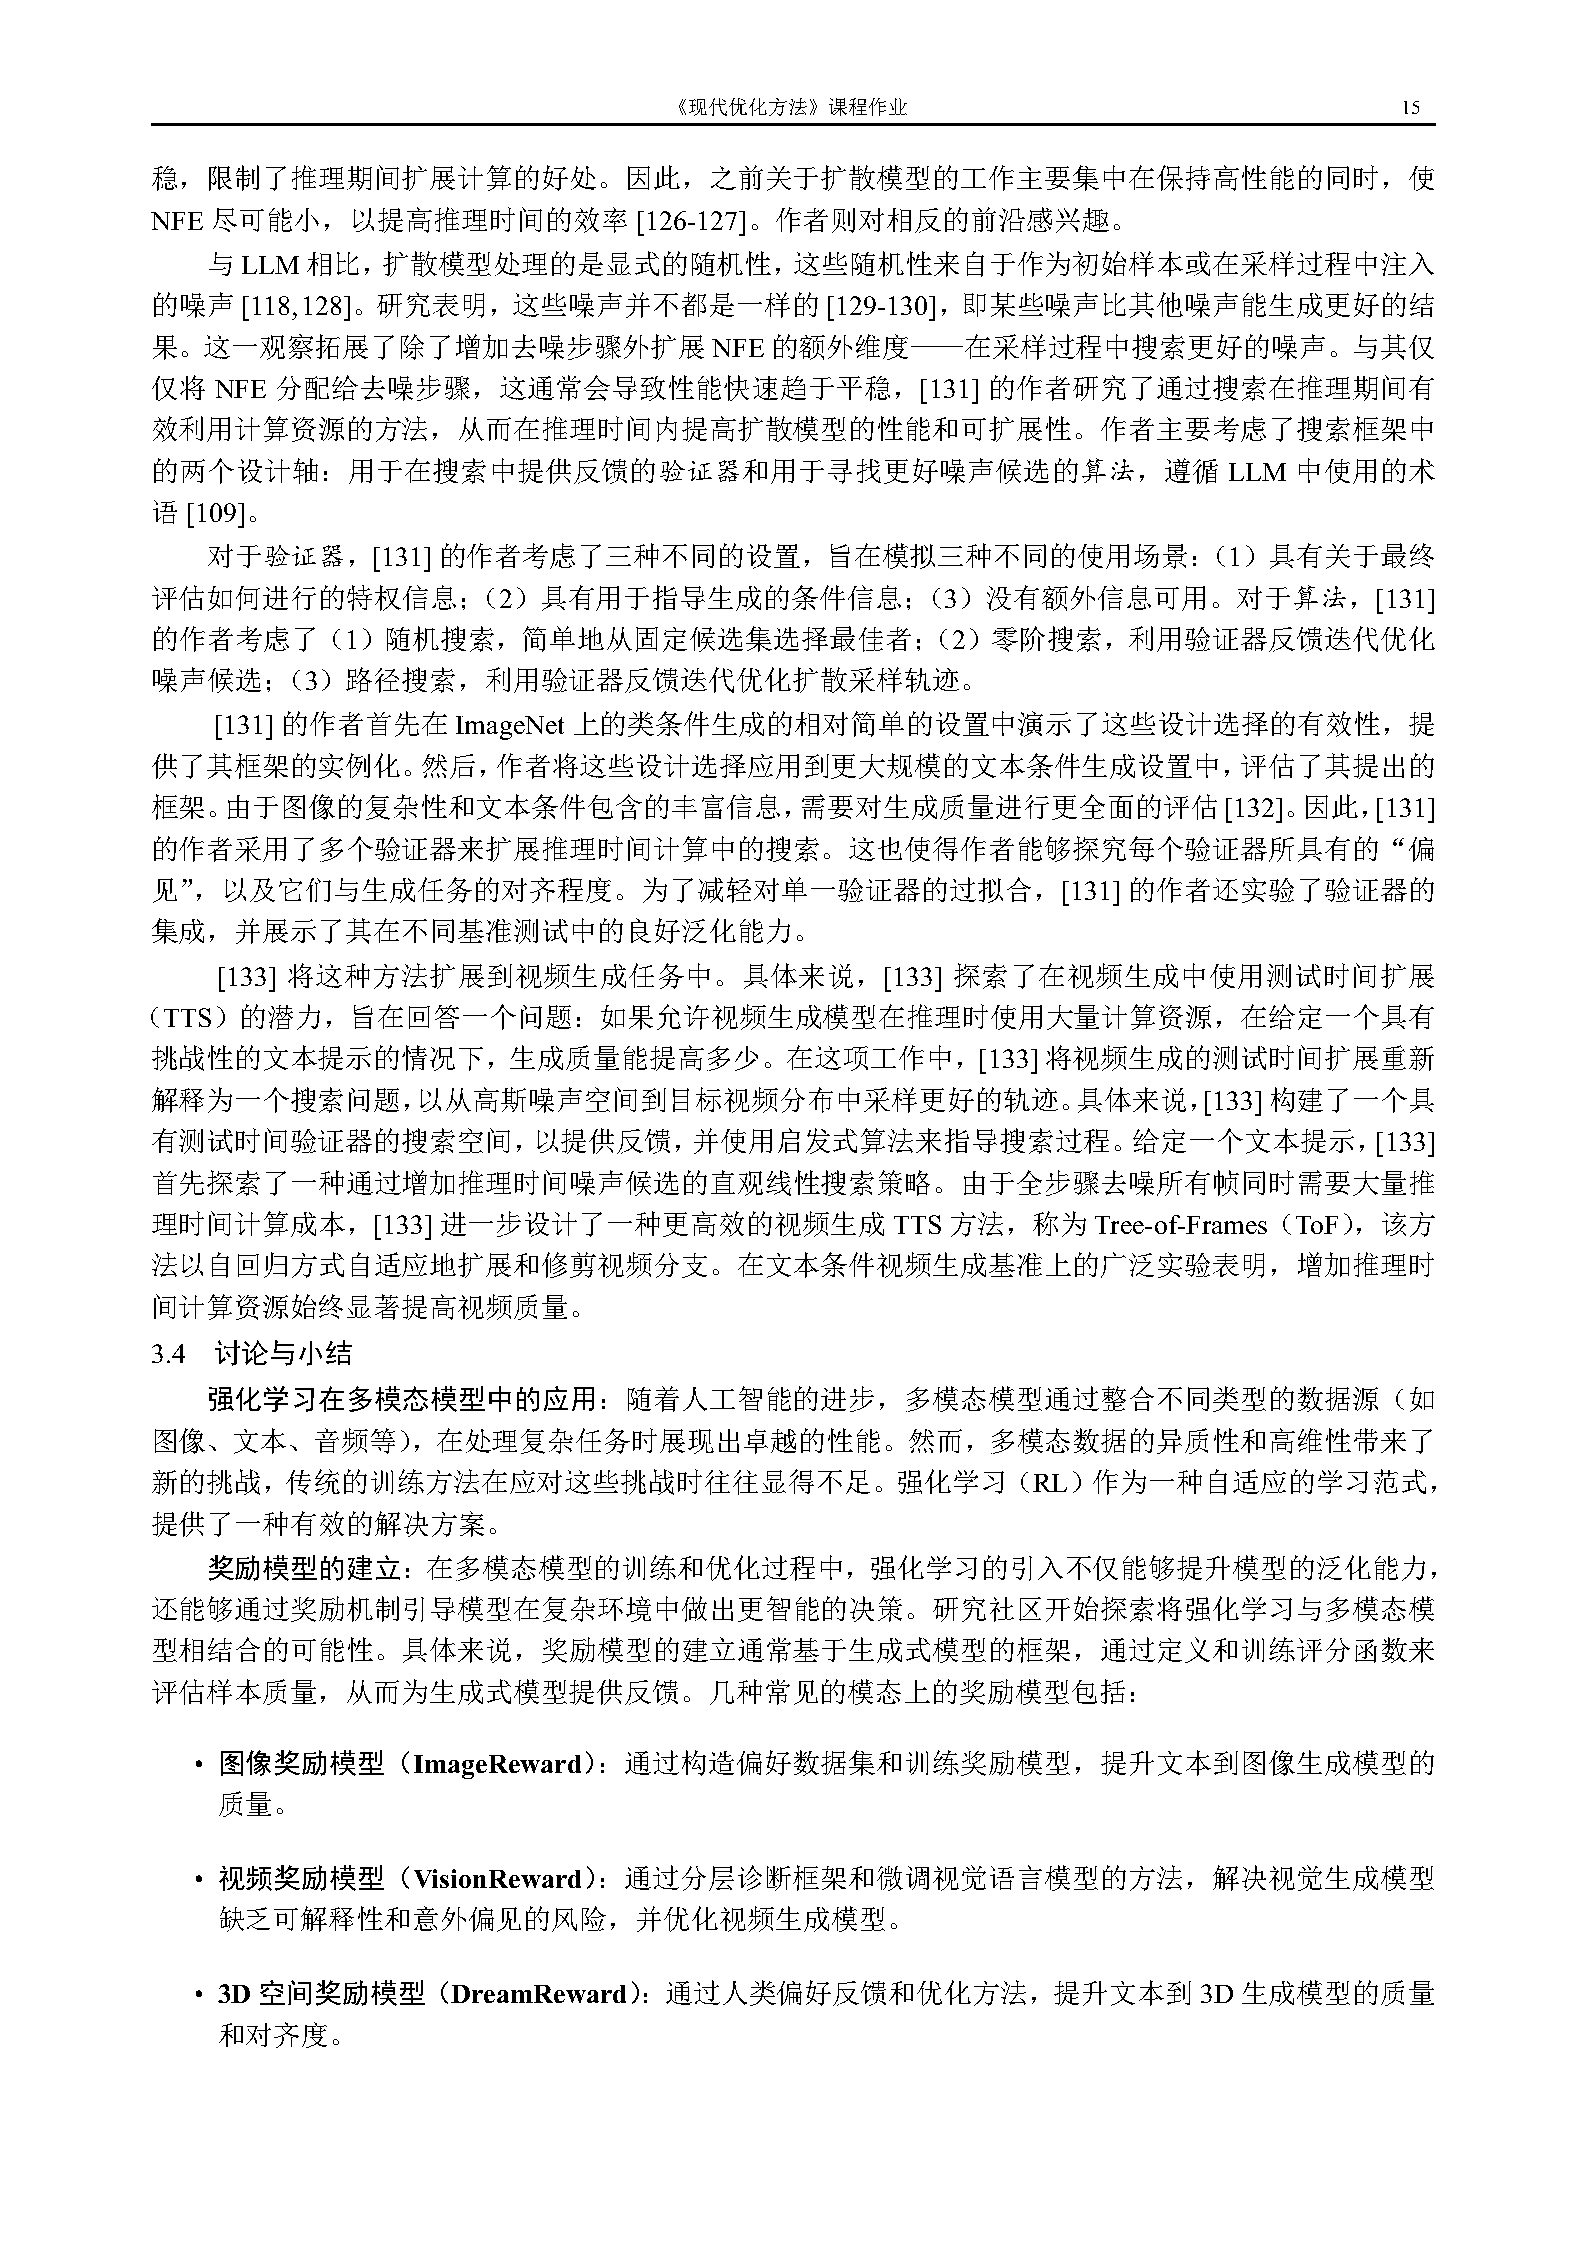 《现代优化方法》课程作业 15
稳，限制了推理期间扩展计算的好处。因此，之前关于扩散模型的工作主要集中在保持高性能的同时，使
NFE 尽可能小，以提高推理时间的效率 [126-127]。作者则对相反的前沿感兴趣。
与 LLM 相比，扩散模型处理的是显式的随机性，这些随机性来自于作为初始样本或在采样过程中注入
的噪声 [118,128]。研究表明，这些噪声并不都是一样的 [129-130]，即某些噪声比其他噪声能生成更好的结
果。这一观察拓展了除了增加去噪步骤外扩展 NFE 的额外维度——在采样过程中搜索更好的噪声。与其仅
仅将 NFE 分配给去噪步骤，这通常会导致性能快速趋于平稳，[131] 的作者研究了通过搜索在推理期间有
效利用计算资源的方法，从而在推理时间内提高扩散模型的性能和可扩展性。作者主要考虑了搜索框架中
的两个设计轴：用于在搜索中提供反馈的验证器和用于寻找更好噪声候选的算法，遵循 LLM 中使用的术
语 [109]。
对于验证器，[131] 的作者考虑了三种不同的设置，旨在模拟三种不同的使用场景：（1）具有关于最终
评估如何进行的特权信息；（2）具有用于指导生成的条件信息；（3）没有额外信息可用。对于算法，[131]
的作者考虑了（1）随机搜索，简单地从固定候选集选择最佳者；（2）零阶搜索，利用验证器反馈迭代优化
噪声候选；（3）路径搜索，利用验证器反馈迭代优化扩散采样轨迹。
[131] 的作者首先在 ImageNet 上的类条件生成的相对简单的设置中演示了这些设计选择的有效性，提
供了其框架的实例化。然后，作者将这些设计选择应用到更大规模的文本条件生成设置中，评估了其提出的
框架。由于图像的复杂性和文本条件包含的丰富信息，需要对生成质量进行更全面的评估 [132]。因此，[131]
的作者采用了多个验证器来扩展推理时间计算中的搜索。这也使得作者能够探究每个验证器所具有的“偏
见”，以及它们与生成任务的对齐程度。为了减轻对单一验证器的过拟合，[131] 的作者还实验了验证器的
集成，并展示了其在不同基准测试中的良好泛化能力。
[133] 将这种方法扩展到视频生成任务中。具体来说，[133] 探索了在视频生成中使用测试时间扩展
（TTS）的潜力，旨在回答一个问题：如果允许视频生成模型在推理时使用大量计算资源，在给定一个具有
挑战性的文本提示的情况下，生成质量能提高多少。在这项工作中，[133] 将视频生成的测试时间扩展重新
解释为一个搜索问题，以从高斯噪声空间到目标视频分布中采样更好的轨迹。具体来说，[133] 构建了一个具
有测试时间验证器的搜索空间，以提供反馈，并使用启发式算法来指导搜索过程。给定一个文本提示，[133]
首先探索了一种通过增加推理时间噪声候选的直观线性搜索策略。由于全步骤去噪所有帧同时需要大量推
理时间计算成本，[133] 进一步设计了一种更高效的视频生成 TTS 方法，称为 Tree-of-Frames（ToF），该方
法以自回归方式自适应地扩展和修剪视频分支。在文本条件视频生成基准上的广泛实验表明，增加推理时
间计算资源始终显著提高视频质量。
3.4 讨论与小结
强化学习在多模态模型中的应用：随着人工智能的进步，多模态模型通过整合不同类型的数据源（如
图像、文本、音频等），在处理复杂任务时展现出卓越的性能。然而，多模态数据的异质性和高维性带来了
新的挑战，传统的训练方法在应对这些挑战时往往显得不足。强化学习（RL）作为一种自适应的学习范式，
提供了一种有效的解决方案。
奖励模型的建立：在多模态模型的训练和优化过程中，强化学习的引入不仅能够提升模型的泛化能力，
还能够通过奖励机制引导模型在复杂环境中做出更智能的决策。研究社区开始探索将强化学习与多模态模
型相结合的可能性。具体来说，奖励模型的建立通常基于生成式模型的框架，通过定义和训练评分函数来
评估样本质量，从而为生成式模型提供反馈。几种常见的模态上的奖励模型包括：
• 图像奖励模型（ImageReward）：通过构造偏好数据集和训练奖励模型，提升文本到图像生成模型的
质量。
• 视频奖励模型（VisionReward）：通过分层诊断框架和微调视觉语言模型的方法，解决视觉生成模型
缺乏可解释性和意外偏见的风险，并优化视频生成模型。
• 3D 空间奖励模型（DreamReward）：通过人类偏好反馈和优化方法，提升文本到 3D 生成模型的质量
和对齐度。